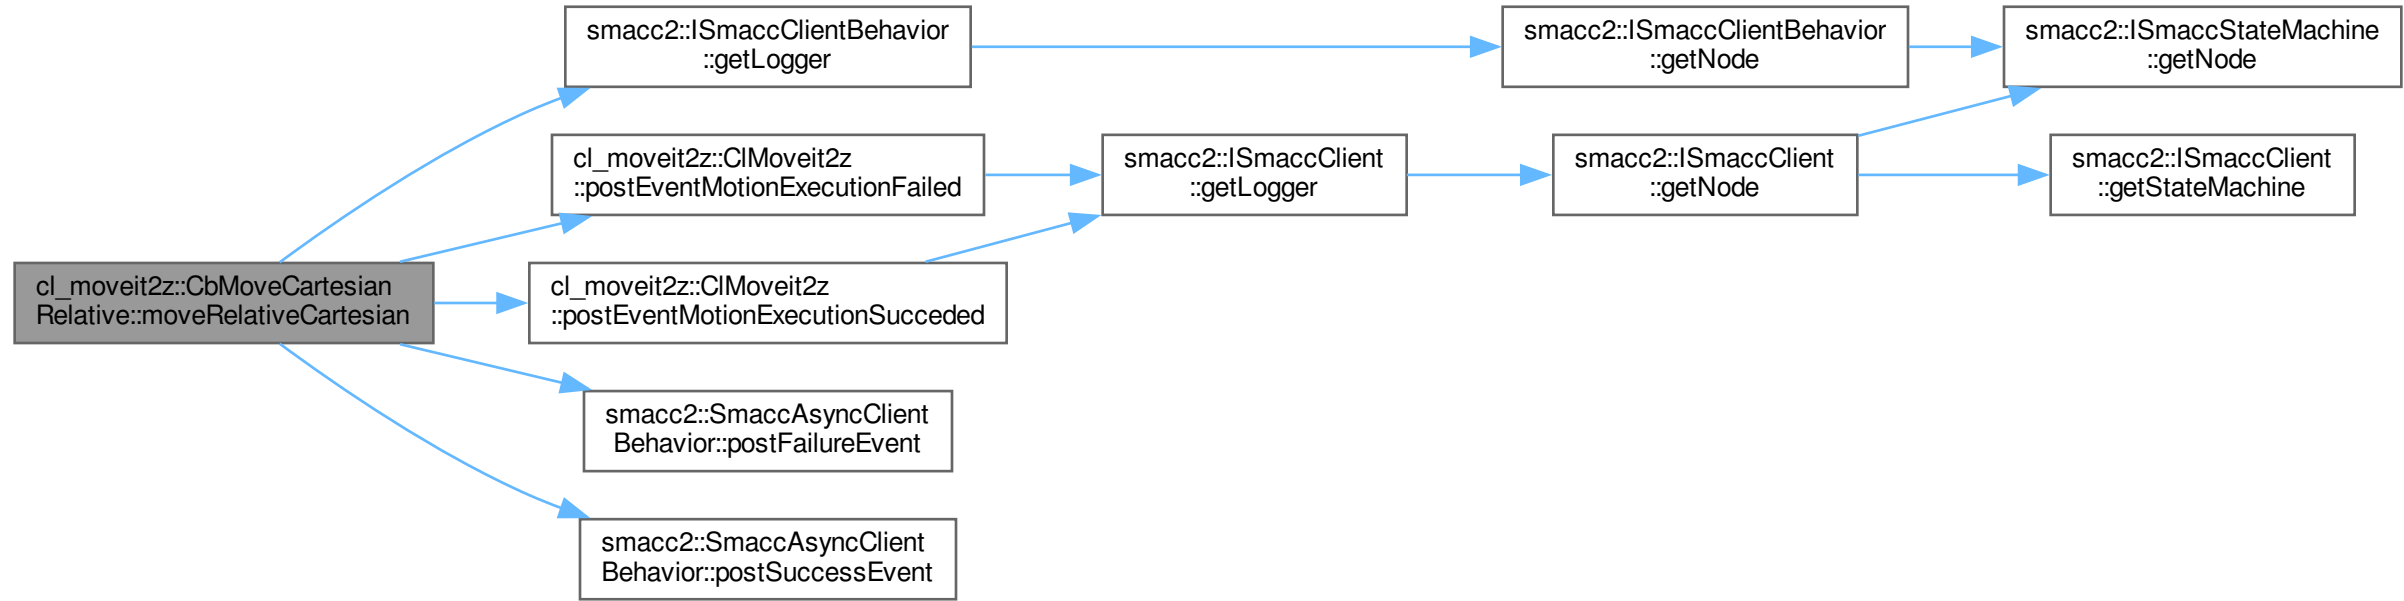 smacc2::ISmaccClientBehavior
::getLogger
smacc2::ISmaccClientBehavior
::getNode
smacc2::ISmaccStateMachine
::getNode
cl_moveit2z::ClMoveit2z
::postEventMotionExecutionFailed
smacc2::ISmaccClient
::getLogger
smacc2::ISmaccClient
::getNode
smacc2::ISmaccClient
::getStateMachine
cl_moveit2z::CbMoveCartesian
Relative::moveRelativeCartesian
cl_moveit2z::ClMoveit2z
::postEventMotionExecutionSucceded
smacc2::SmaccAsyncClient
Behavior::postFailureEvent
smacc2::SmaccAsyncClient
Behavior::postSuccessEvent